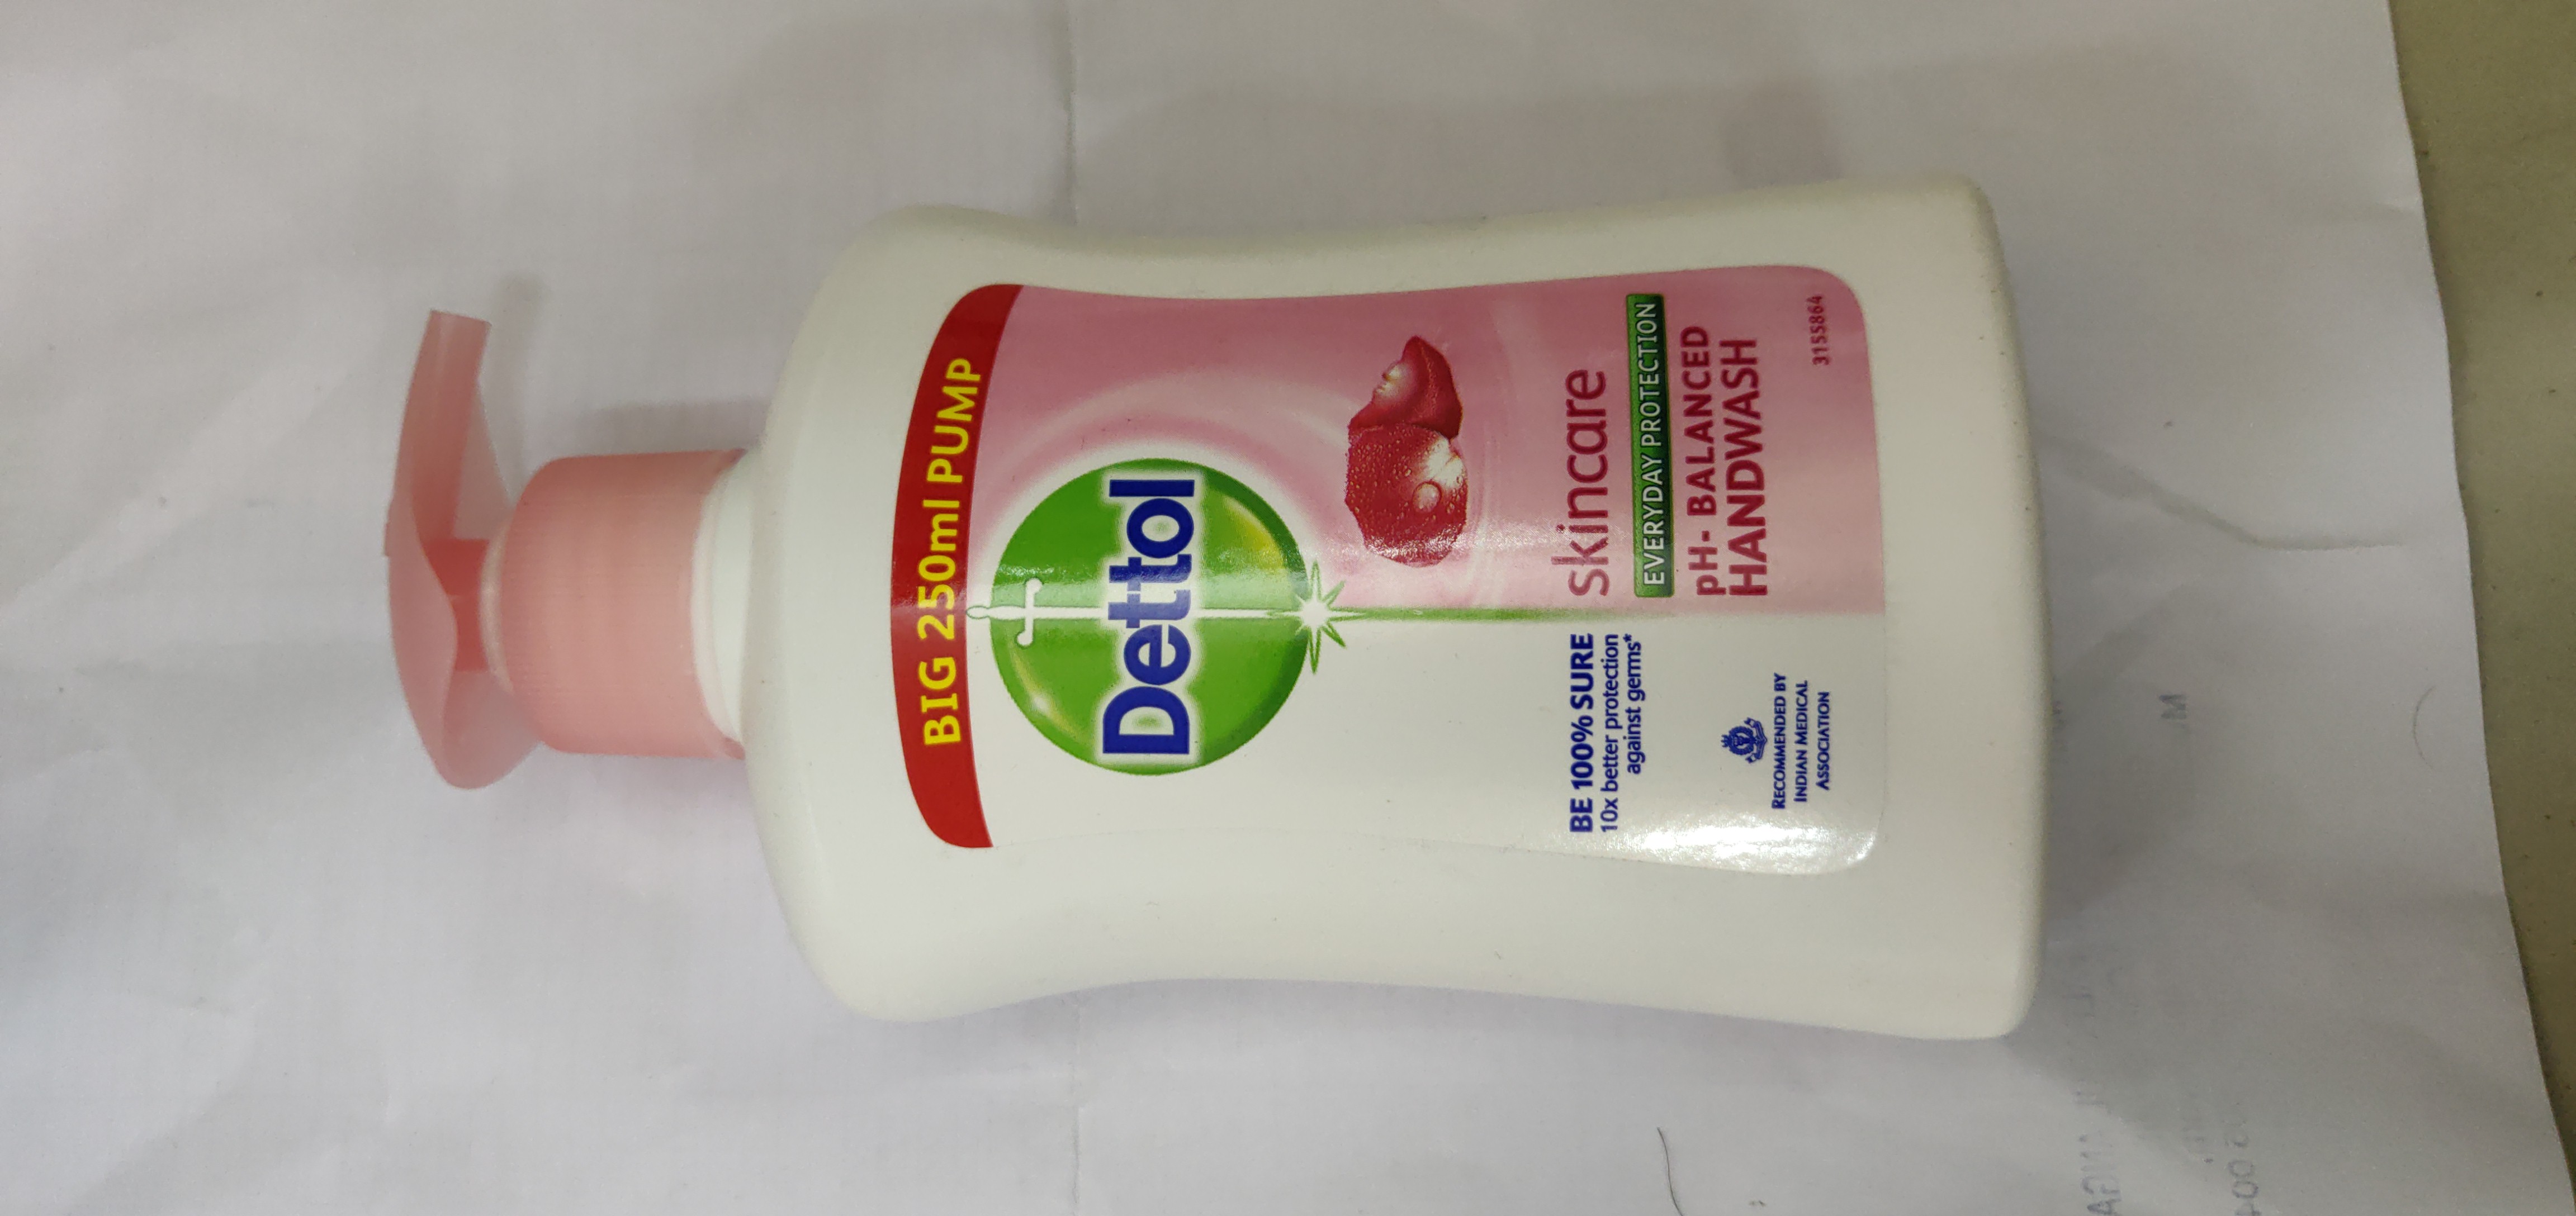 BIG 250ml PUMP
Dettol
BE 100% SURE
10x better protection
against germs*
RECOMMENDED BY
INDIAN MEDICAL
ASSOCIATION
skincare
EVERYDAY PROTECTION
pH- BALANCED
HANDWASH
3155864